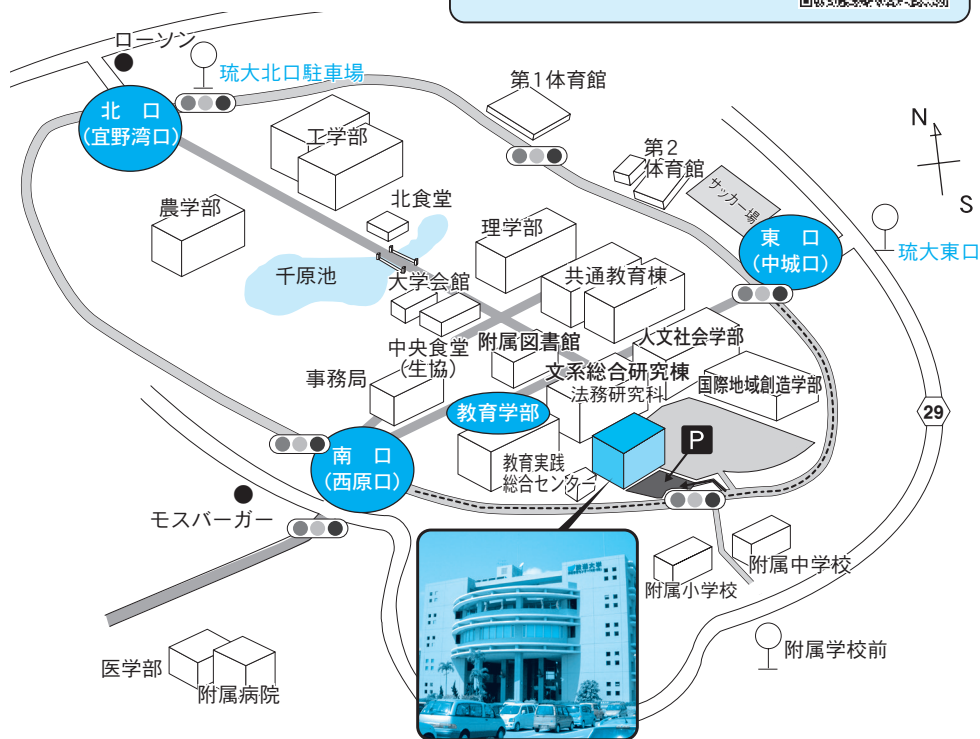 ローソン
琉大北口駐車場
第1体育館
北 口
(宜野湾口)
工学部
第2
体育館
N
S
サッカー場
農学部
北食堂
理学部
東 口
(中城口)
琉大東口
千原池
大学会館
共通教育棟
中央食堂
(生協)
附属図書館
人文社会学部
事務局
文系総合研究棟
法務研究科
国際地域創造学部
教育学部
29
P
南 口
(西原口)
教育実践
総合センター
モスバーガー
附属中学校
附属小学校
附属学校前
医学部
附属病院
琉球大学